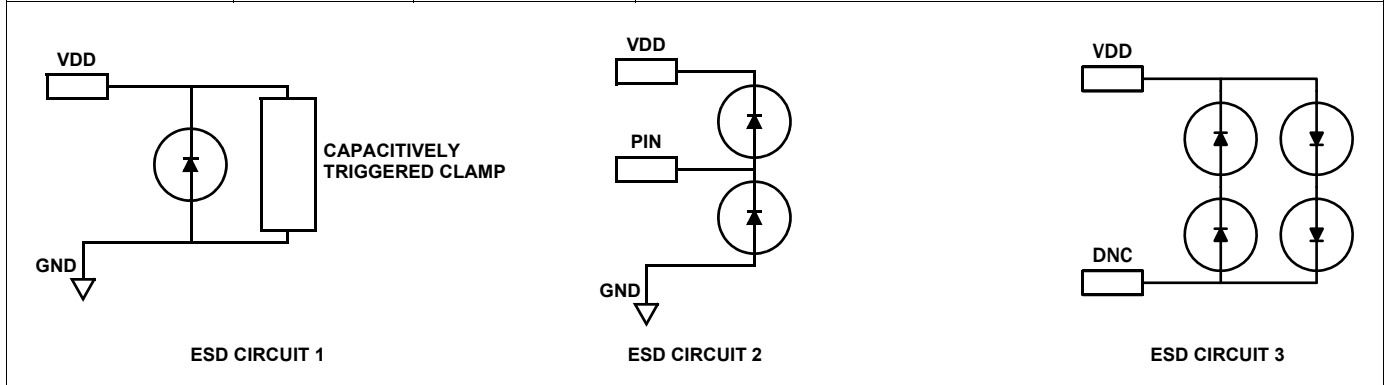 VDD
CAPACITIVELY
TRIGGERED CLAMP
GND
ESD CIRCUIT 1
VDD
PIN
GND
ESD CIRCUIT 2
VDD
DNC
ESD CIRCUIT 3